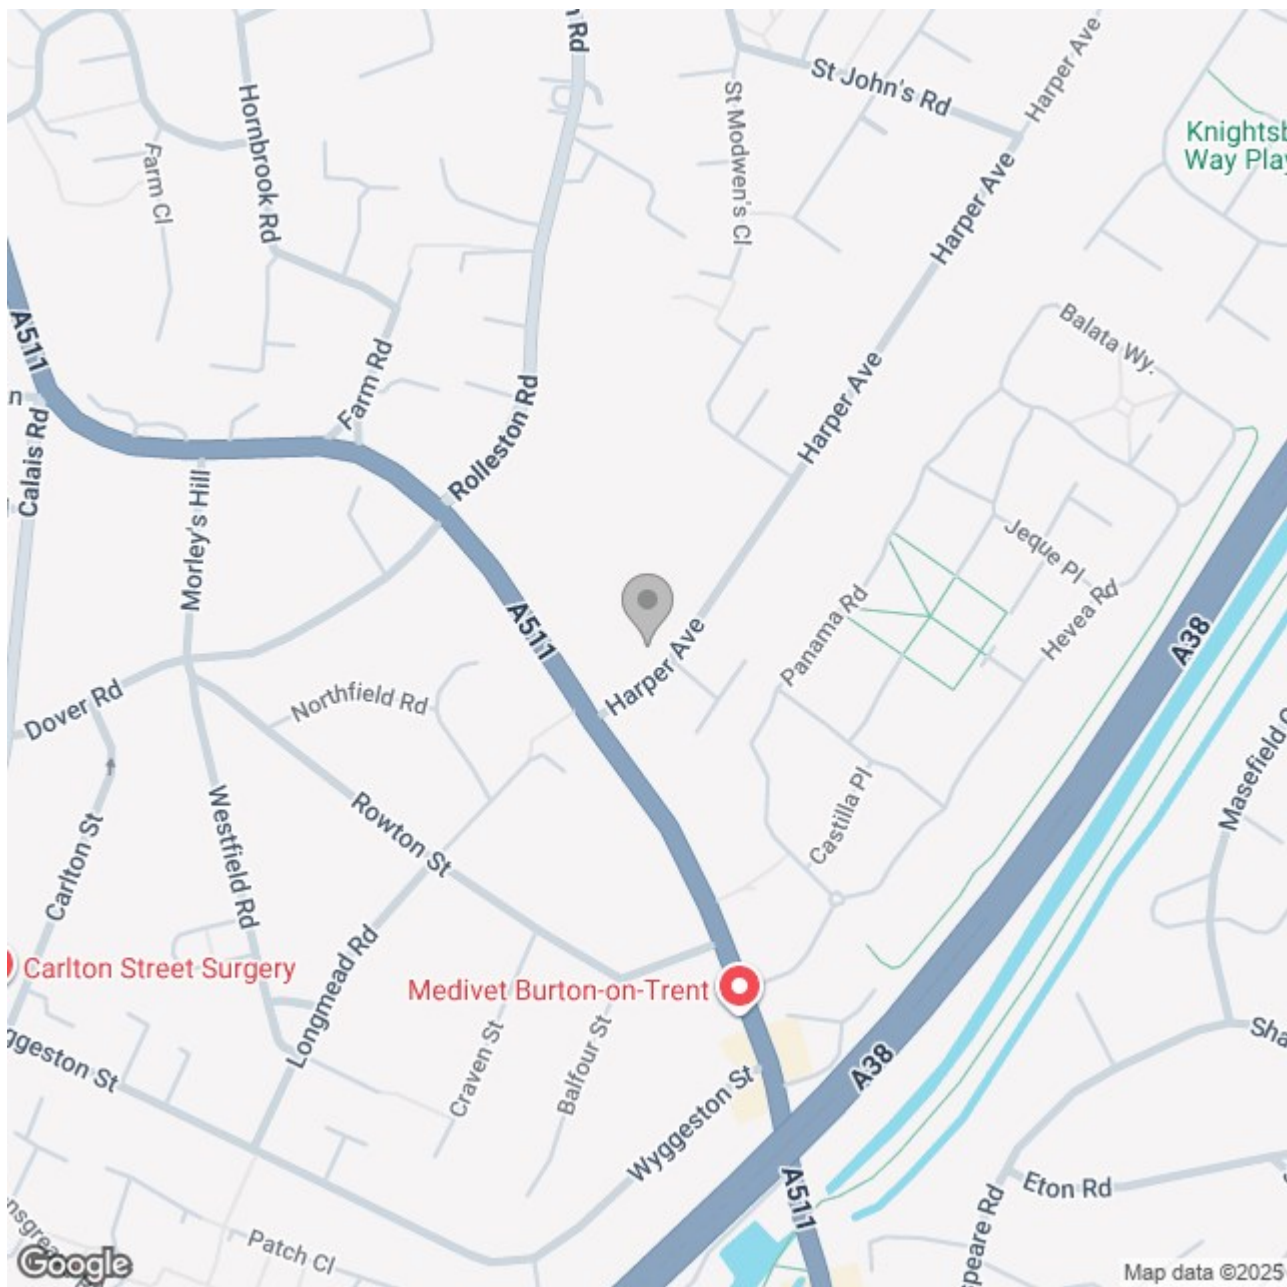 n Rd
St John's Rd
Harper Ave
Hornbrook Rd
St Modwen's Cl
Knightsb
Way Play
Farm Cl
Harper Ave
A511
Balata Wy.
Farm Rd
Harper Ave
n
Calais Rd
Rolleston Rd
Morley's Hill
Jeque Pl
Panama Rd
Hevea Rd
A511
A38
Harper Ave
Dover Rd
Northfield Rd
Masefield
Castilla Pl
Westfield Rd
Rowton St
Carlton St
Carlton Street Surgery
Longmead Rd
Medivet Burton-on-Trent
Craven St
Balfour St
ggeston St
Sha
A38
Wyggeston St
A511
Eton Rd
speare Rd
nsgre
Patch Cl
Google
Map data ©2025